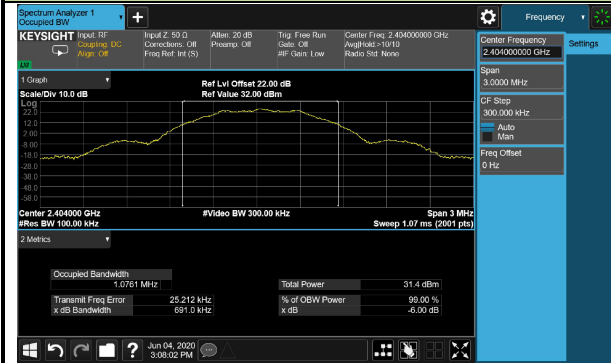 Spectrum Analyzer 1
Occupied BW
Frequency
KEYSIGHT
Input: RF
Coupling: DC
Align: Off
Input Z: 50 Ω
Corrections: Off
Freq Ref: Int (S)
Atten: 20 dB
Preamp: Off
Trig: Free Run
Gate: Off
#IF Gain: Low
Center Freq: 2.404000000 GHz
Avg|Hold:>10/10
Radio Std: None
LXI
Center Frequency
2.404000000 GHz
Settings
Span
3.0000 MHz
CF Step
300.000 kHz
Auto
Man
Freq Offset
0 Hz
1 Graph
Scale/Div 10.0 dB
Ref Lvl Offset 22.00 dB
Ref Value 32.00 dBm
Log
22.0
12.0
2.00
-8.00
-18.0
-28.0
-38.0
-48.0
-58.0
Center 2.404000 GHz
#Res BW 100.00 kHz
#Video BW 300.00 kHz
Span 3 MHz
Sweep 1.07 ms (2001 pts)
2 Metrics
Occupied Bandwidth
1.0761 MHz
Total Power 31.4 dBm
Transmit Freq Error 25.212 kHz
% of OBW Power 99.00 %
x dB Bandwidth 691.0 kHz
x dB -6.00 dB
?
Jun 04, 2020
3:08:02 PM